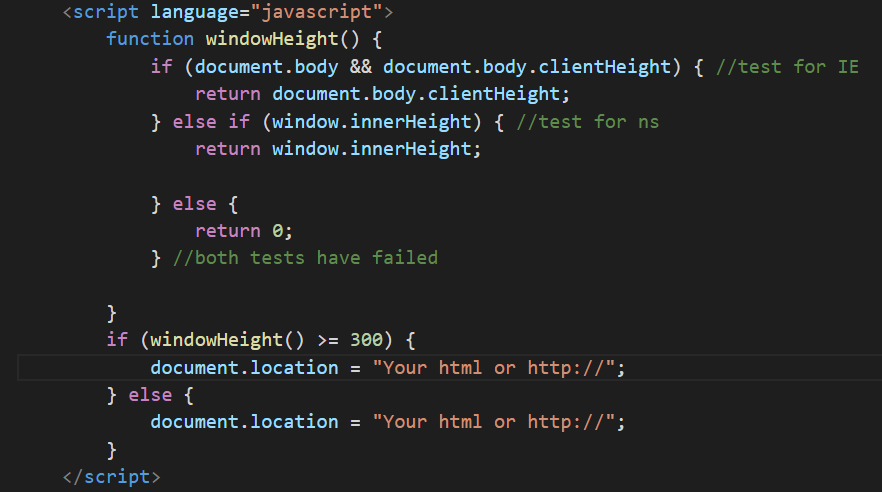 <script language="javascript">
function windowHeight() {
if (document.body && document.body.clientHeight) { //test for IE
return document.body.clientHeight;
} else if (window.innerHeight) { //test for ns
return window.innerHeight;
} else {
return 0;
} //both tests have failed
}
if (windowHeight() >= 300) {
document.location = "Your html or http://";
} else {
document.location = "Your html or http://";
}
</script>